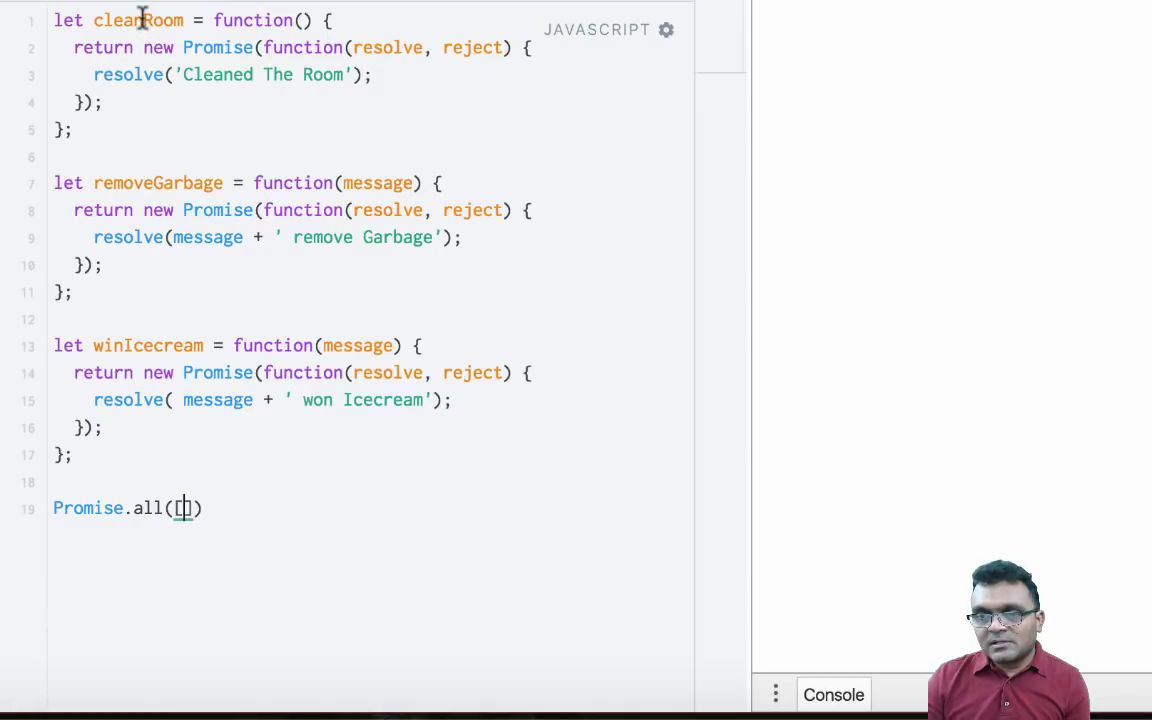 1 let cleanRoom = function() {
JAVASCRIPT
2 return new Promise(function(resolve, reject) {
3 resolve('Cleaned The Room');
4 });
5 };
6
7 let removeGarbage = function(message) {
8 return new Promise(function(resolve, reject) {
9 resolve(message + ' remove Garbage');
10 });
11 };
12
13 let winIcecream = function(message) {
14 return new Promise(function(resolve, reject) {
15 resolve( message + ' won Icecream');
16 });
17 };
18
19 Promise.all([])
Console